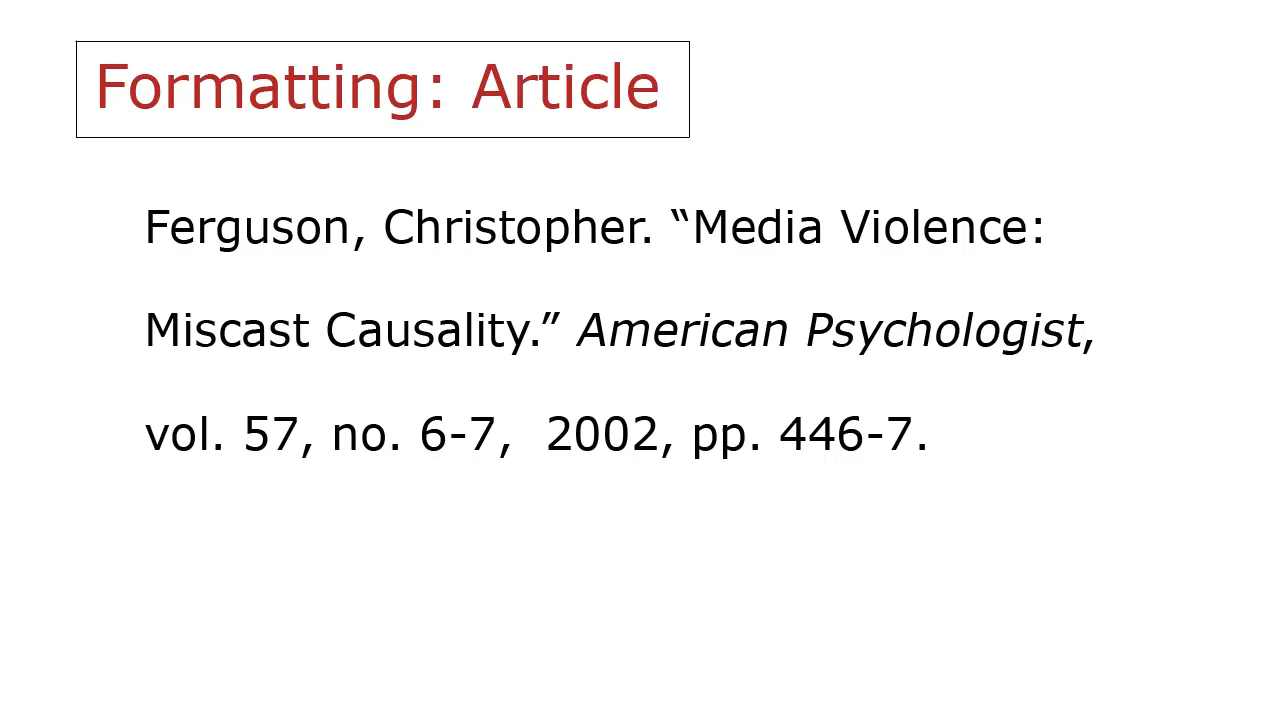 Formatting: Article
Ferguson, Christopher. “Media Violence:
Miscast Causality.” American Psychologist,
vol. 57, no. 6-7,  2002, pp. 446-7.